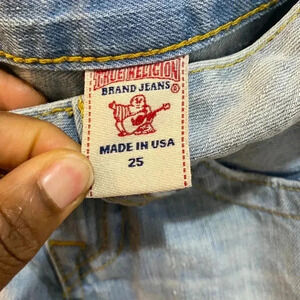 TRUE RELIGION
BRAND JEANS®
MADE IN USA
25